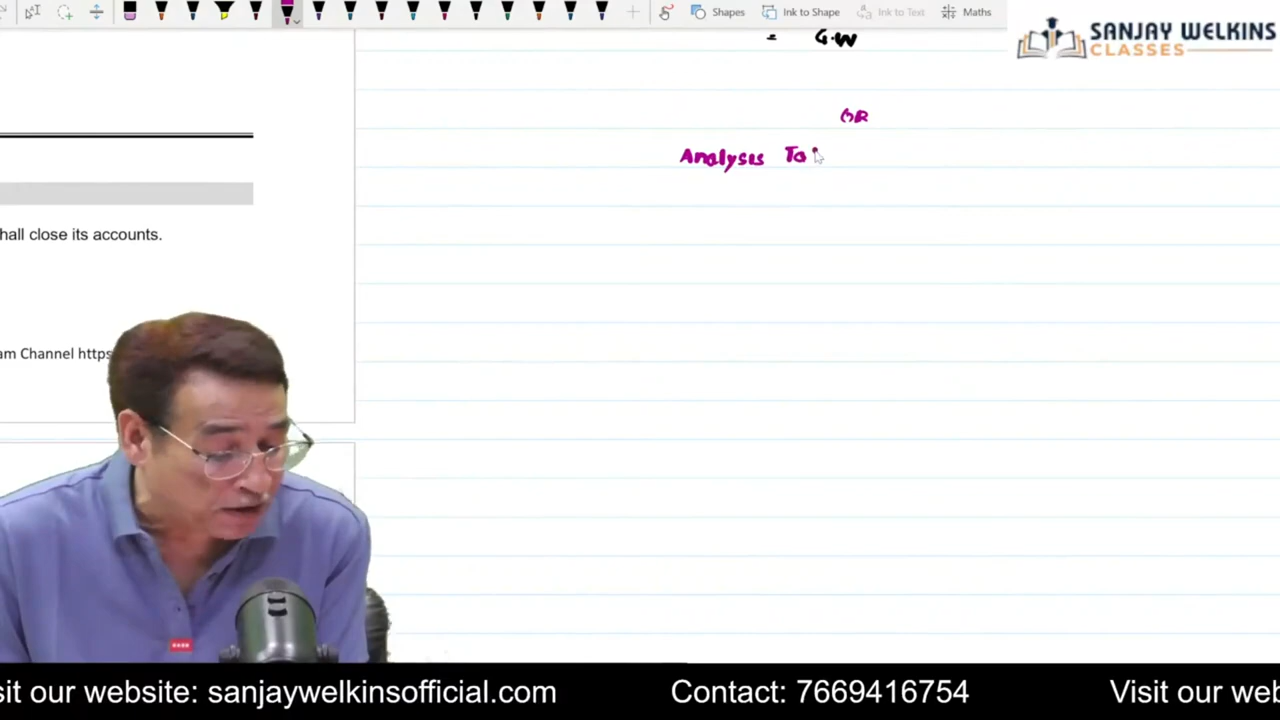 Shapes
Ink to Shape
Ink to Text
Maths
SANJAY WELKINS
CLASSES
= G.W
OR
Analyses To
hall close its accounts.
am Channel https
sit our website: sanjaywelkinsofficial.com Contact: 7669416754 Visit our web